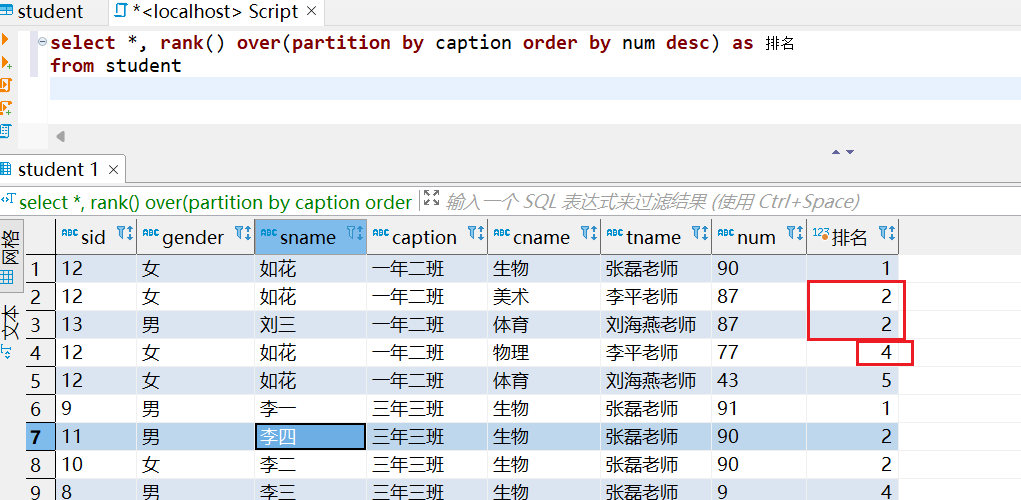 student
*<localhost> Script
select *, rank() over(partition by caption order by num desc) as 排名
from student
student 1
select *, rank() over(partition by caption order
输入一个 SQL 表达式来过滤结果 (使用 Ctrl+Space)
网格
文本
sid gender sname caption cname tname num 排名
1 12 女 如花 一年二班 生物 张磊老师 90 1
2 12 女 如花 一年二班 美术 李平老师 87 2
3 13 男 刘三 一年二班 体育 刘海燕老师 87 2
4 12 女 如花 一年二班 物理 李平老师 77 4
5 12 女 如花 一年二班 体育 刘海燕老师 43 5
6 9 男 李一 三年三班 生物 张磊老师 91 1
7 11 男 李四 三年三班 生物 张磊老师 90 2
8 10 女 李二 三年三班 生物 张磊老师 90 2
9 8 男 李三 三年三班 生物 张磊老师 9 4